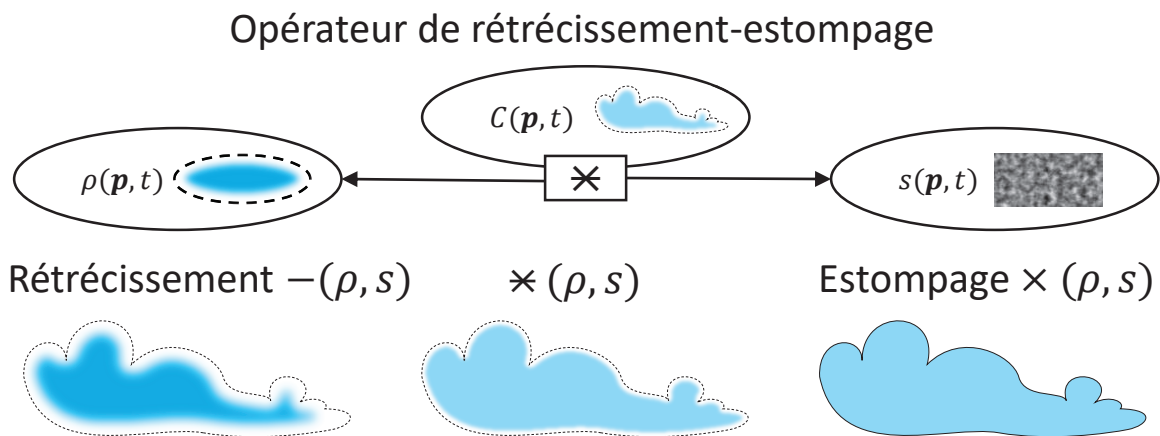 Opérateur de rétrécissement-estompage
C(p,t)
ρ(p,t)
s(p,t)
Rétrécissement −(ρ,s)
⋇(ρ,s)
Estompage × (ρ,s)